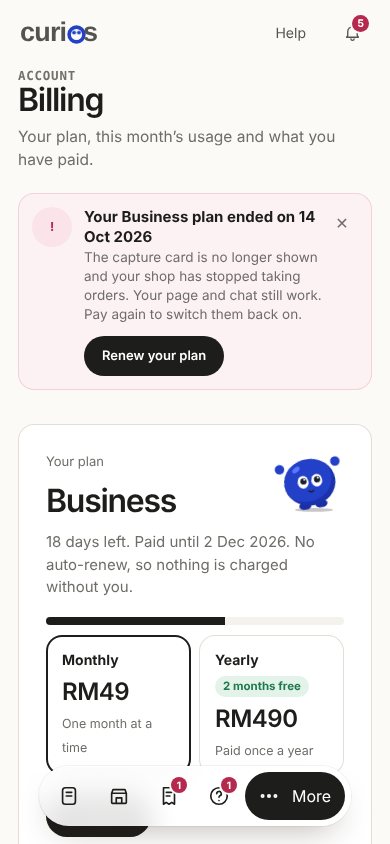 curios
Help
5
ACCOUNT
Billing
Your plan, this month’s usage and what you
have paid.
!
Your Business plan ended on 14
Oct 2026
The capture card is no longer shown
and your shop has stopped taking
orders. Your page and chat still work.
Pay again to switch them back on.
Renew your plan
Your plan
Business
18 days left. Paid until 2 Dec 2026. No
auto-renew, so nothing is charged
without you.
Monthly
RM49
One month at a
time
Yearly
2 months free
RM490
Paid once a year
1
1
More